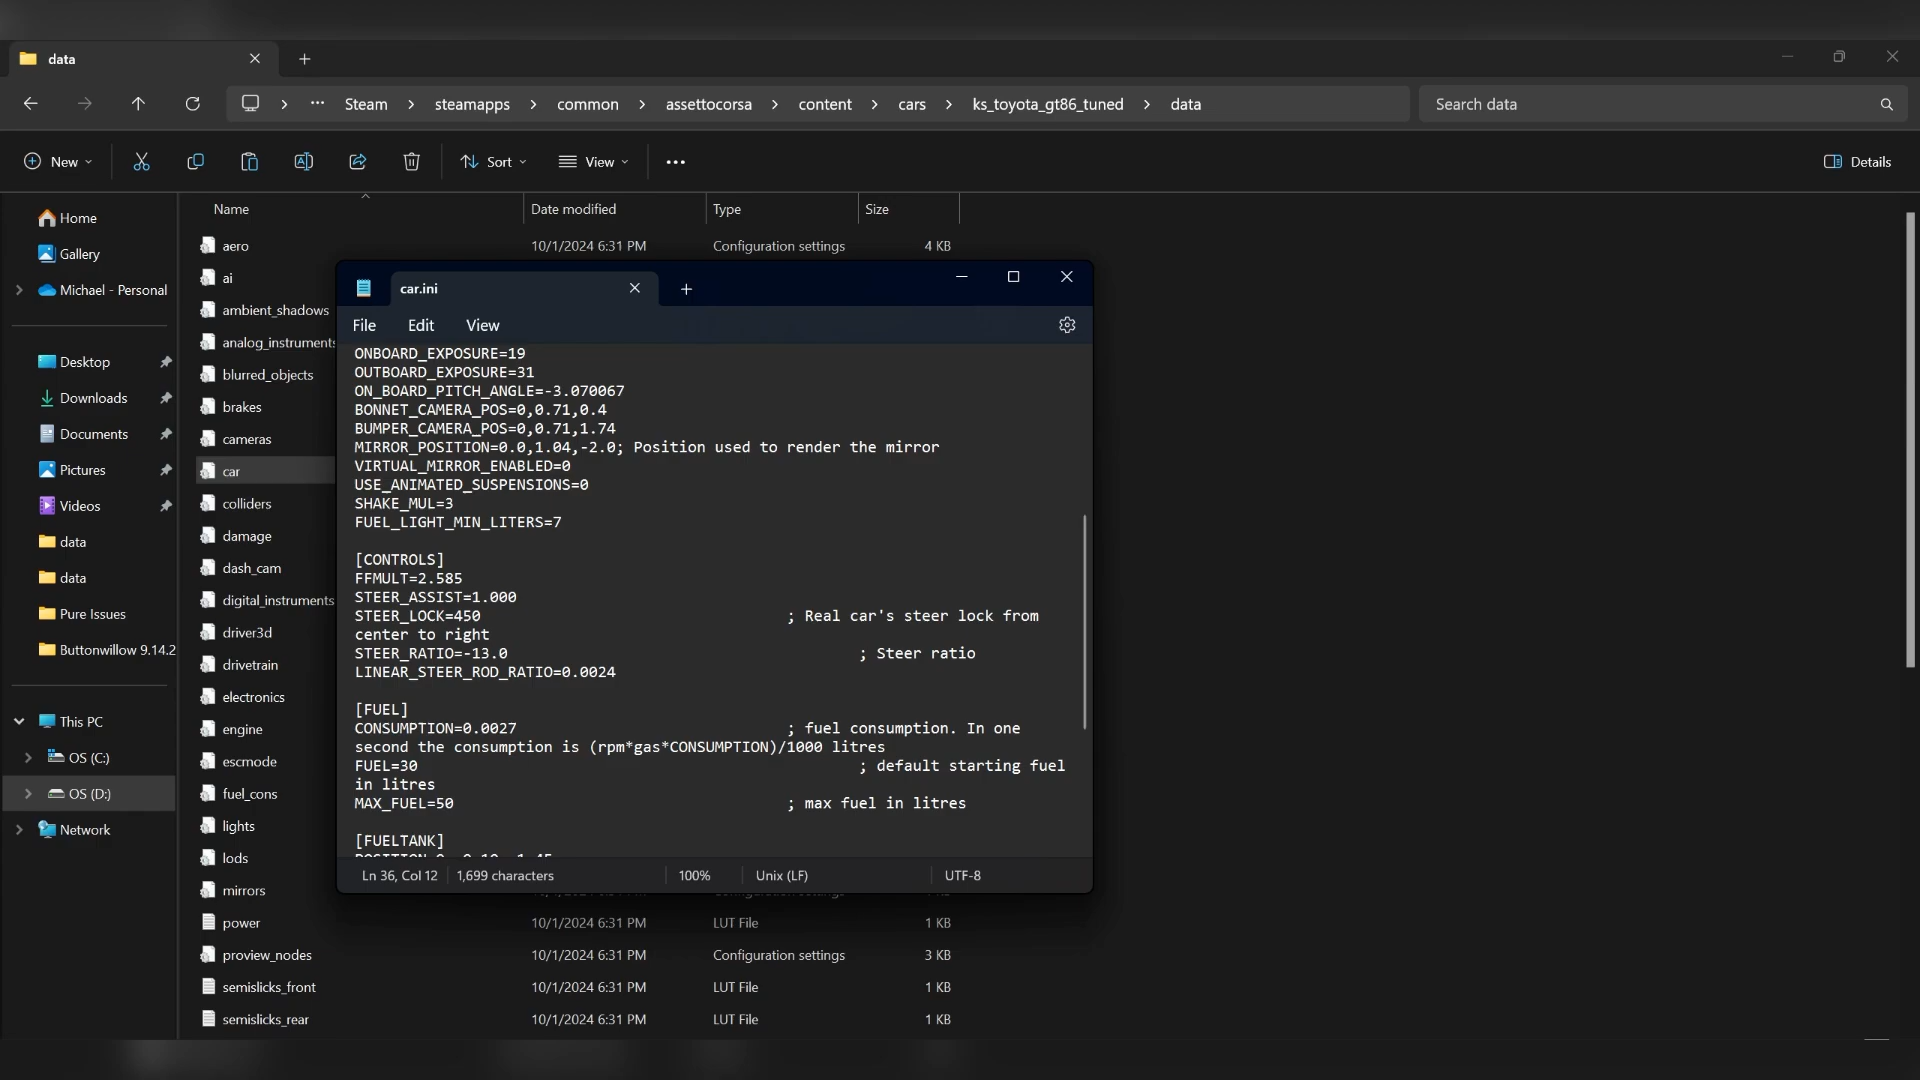 data
Steam
steamapps
common
assettocorsa
content
cars
ks_toyota_gt86_tuned
data
Search data
New
Sort
View
Details
Home
Gallery
Michael - Personal
Desktop
Downloads
Documents
Pictures
Videos
data
data
Pure Issues
Buttonwillow 9.14.2
This PC
OS (C:)
OS (D:)
Network
Name
Date modified
Type
Size
aero
10/1/2024 6:31 PM
Configuration settings
4 KB
ai
ambient_shadows
analog_instruments
blurred_objects
brakes
cameras
car
colliders
damage
dash_cam
digital_instruments
driver3d
drivetrain
electronics
engine
escmode
fuel_cons
lights
lods
mirrors
power
10/1/2024 6:31 PM
LUT File
1 KB
proview_nodes
10/1/2024 6:31 PM
Configuration settings
3 KB
semislicks_front
10/1/2024 6:31 PM
LUT File
1 KB
semislicks_rear
10/1/2024 6:31 PM
LUT File
1 KB
car.ini
File
Edit
View
ONBOARD_EXPOSURE=19
OUTBOARD_EXPOSURE=31
ON_BOARD_PITCH_ANGLE=-3.070067
BONNET_CAMERA_POS=0,0.71,0.4
BUMPER_CAMERA_POS=0,0.71,1.74
MIRROR_POSITION=0.0,1.04,-2.0; Position used to render the mirror
VIRTUAL_MIRROR_ENABLED=0
USE_ANIMATED_SUSPENSIONS=0
SHAKE_MUL=3
FUEL_LIGHT_MIN_LITERS=7
[CONTROLS]
FFMULT=2.585
STEER_ASSIST=1.000
STEER_LOCK=450 ; Real car's steer lock from
center to right
STEER_RATIO=-13.0 ; Steer ratio
LINEAR_STEER_ROD_RATIO=0.0024
[FUEL]
CONSUMPTION=0.0027 ; fuel consumption. In one
second the consumption is (rpm*gas*CONSUMPTION)/1000 litres
FUEL=30 ; default starting fuel
in litres
MAX_FUEL=50 ; max fuel in litres
[FUELTANK]
Ln 36, Col 12
1,699 characters
100%
Unix (LF)
UTF-8